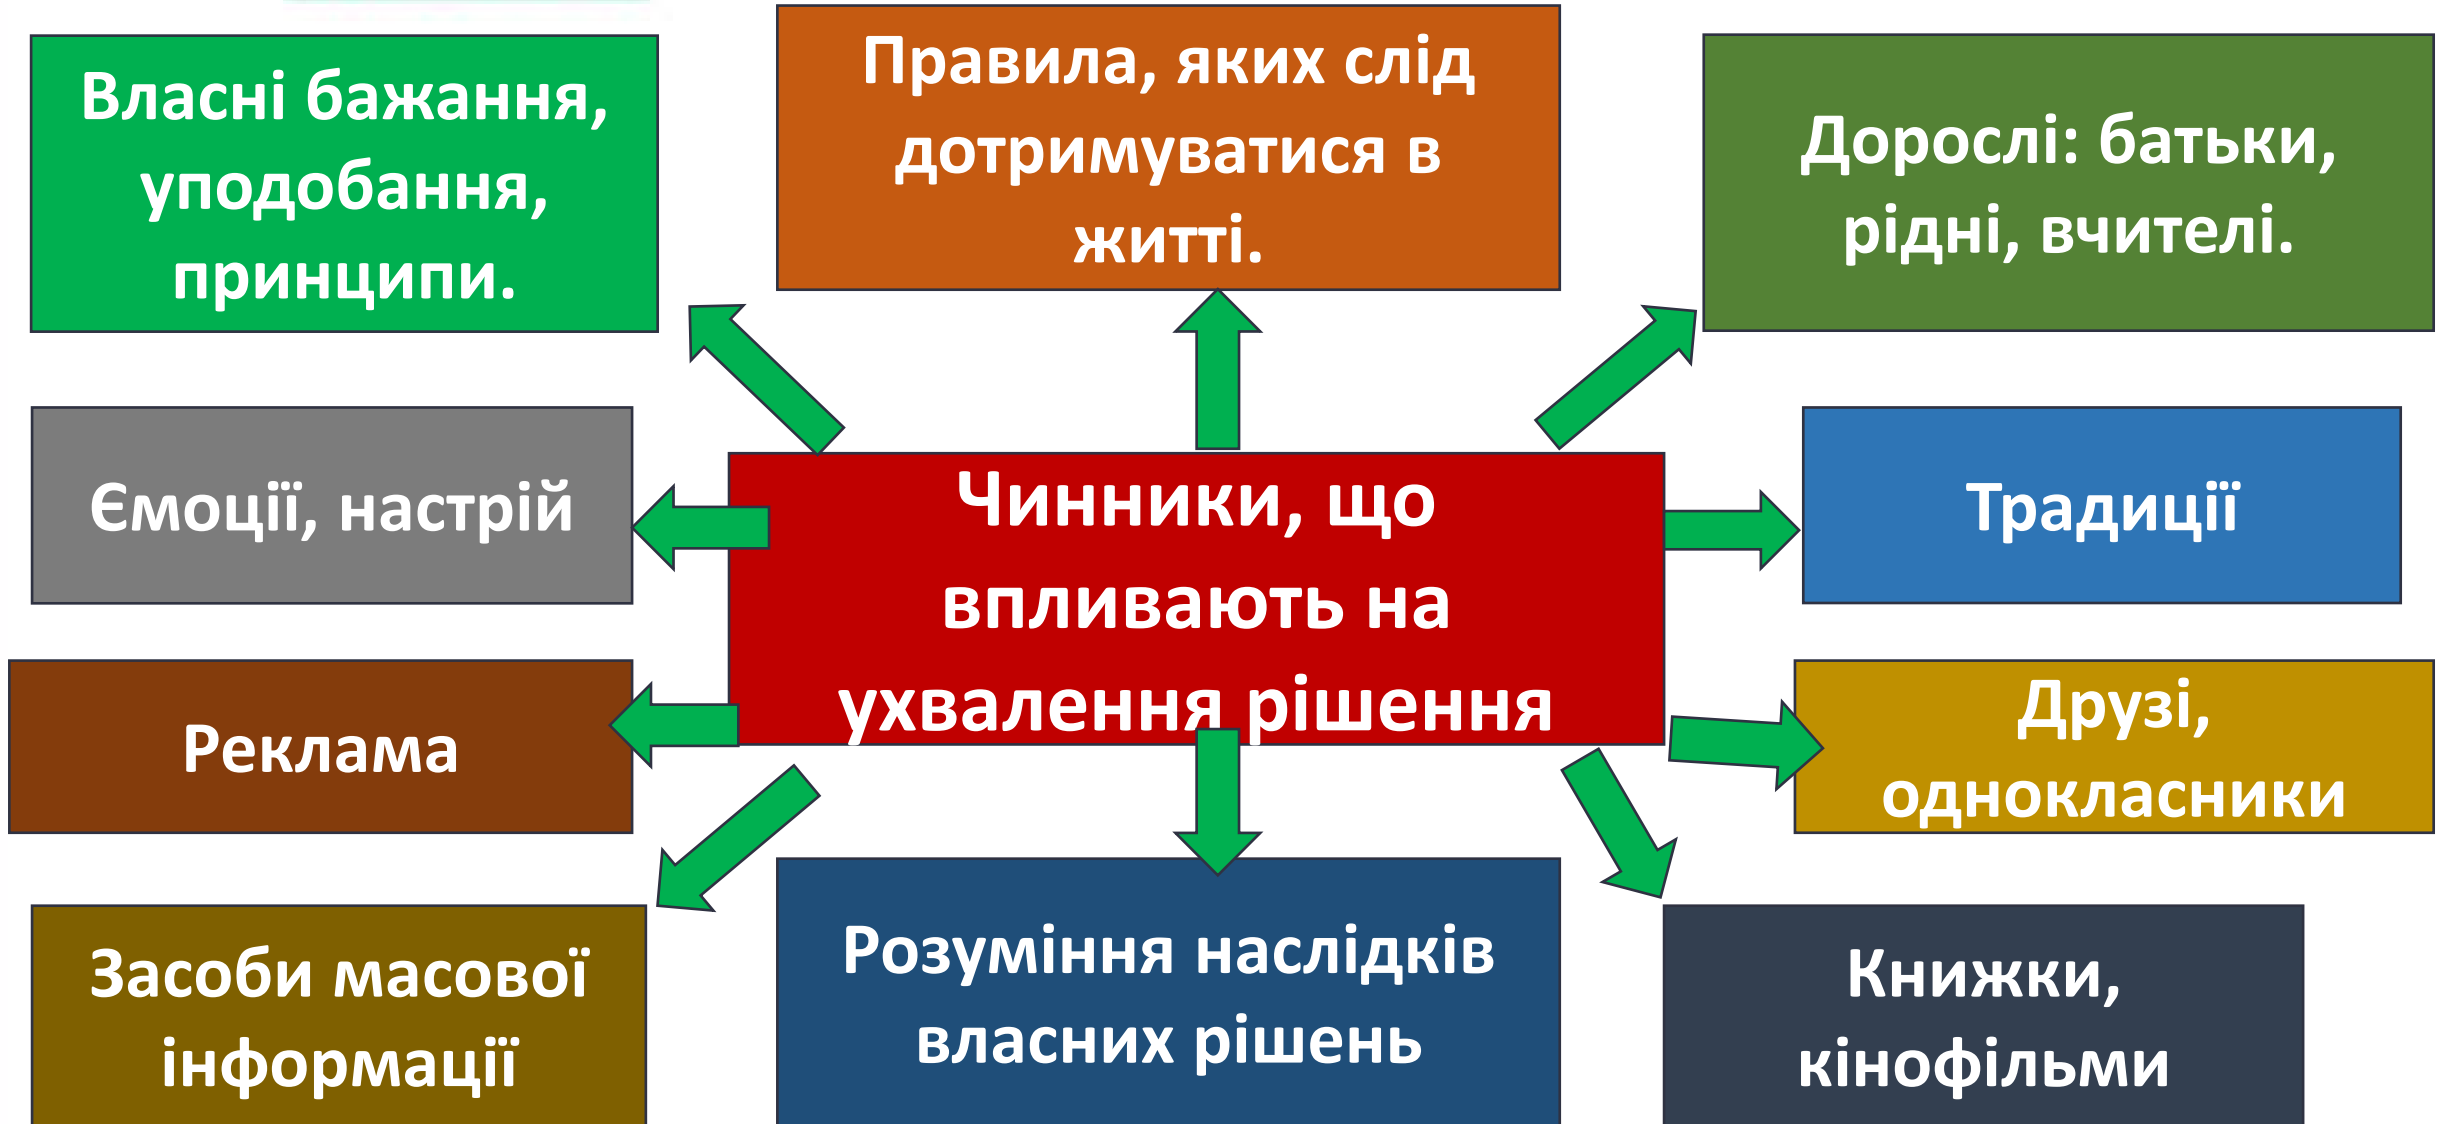 Власні бажання,
уподобання,
принципи.
Правила, яких слід
дотримуватися в
житті.
Дорослі: батьки,
рідні, вчителі.
Ємоції, настрій
Чинники, що
впливають на
ухвалення рішення
Традиції
Реклама
Друзі,
однокласники
Засоби масової
інформації
Розуміння наслідків
власних рішень
Книжки,
кінофільми